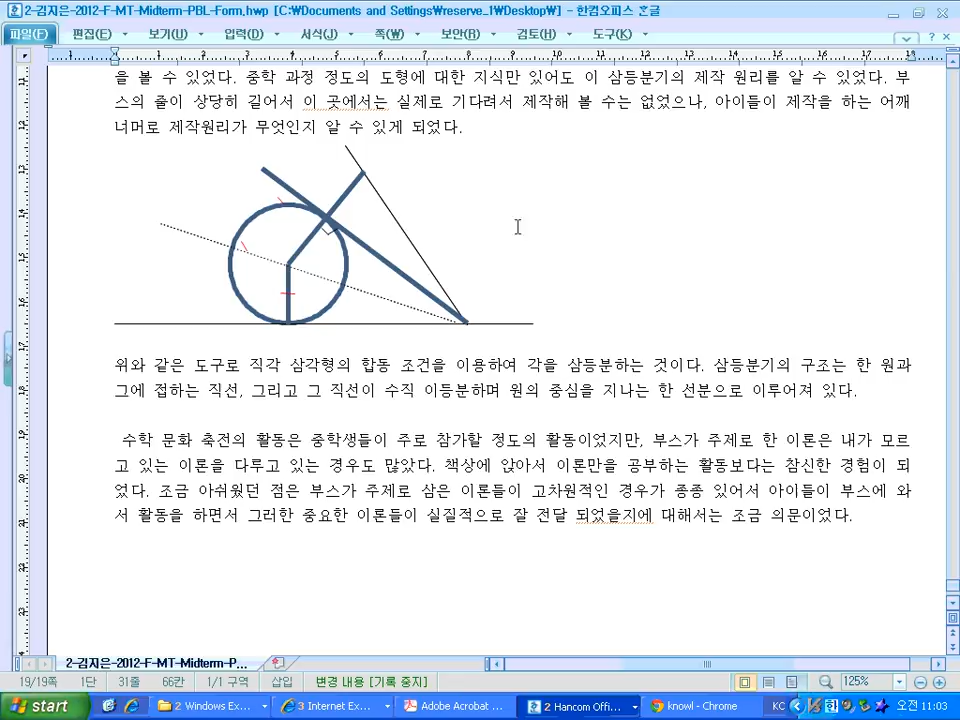 2-김지은-2012-F-MT-Midterm-PBL-Form.hwp [C:₩Documents and Settings₩reserve_1₩Desktop₩] - 한컴오피스 한글
파일(F) 편집(E) 보기(U) 입력(D) 서식(J) 쪽(W) 보안(R) 검토(H) 도구(K)
1 1 2 3 4 5 6 7 8 9 10 11 12 13 14 15 16 17 18
을 볼 수 있었다. 중학 과정 정도의 도형에 대한 지식만 있어도 이 삼등분기의 제작 원리를 알 수 있었다. 부
스의 줄이 상당히 길어서 이 곳에서는 실제로 기다려서 제작해 볼 수는 없었으나, 아이들이 제작을 하는 어깨
너머로 제작원리가 무엇인지 알 수 있게 되었다.
위와 같은 도구로 직각 삼각형의 합동 조건을 이용하여 각을 삼등분하는 것이다. 삼등분기의 구조는 한 원과
그에 접하는 직선, 그리고 그 직선이 수직 이등분하며 원의 중심을 지나는 한 선분으로 이루어져 있다.
수학 문화 축전의 활동은 중학생들이 주로 참가할 정도의 활동이었지만, 부스가 주제로 한 이론은 내가 모르
고 있는 이론을 다루고 있는 경우도 많았다. 책상에 앉아서 이론만을 공부하는 활동보다는 참신한 경험이 되
었다. 조금 아쉬웠던 점은 부스가 주제로 삼은 이론들이 고차원적인 경우가 종종 있어서 아이들이 부스에 와
서 활동을 하면서 그러한 중요한 이론들이 실질적으로 잘 전달 되었을지에 대해서는 조금 의문이었다.
2-김지은-2012-F-MT-Midterm-P...
19/19쪽 1단 31줄 66칸 1/1 구역 삽입 변경 내용 [기록 중지] 125%
start 2 Windows Ex... 3 Internet Ex... Adobe Acrobat ... 2 Hancom Offi... knowl - Chrome KO 오전 11:03